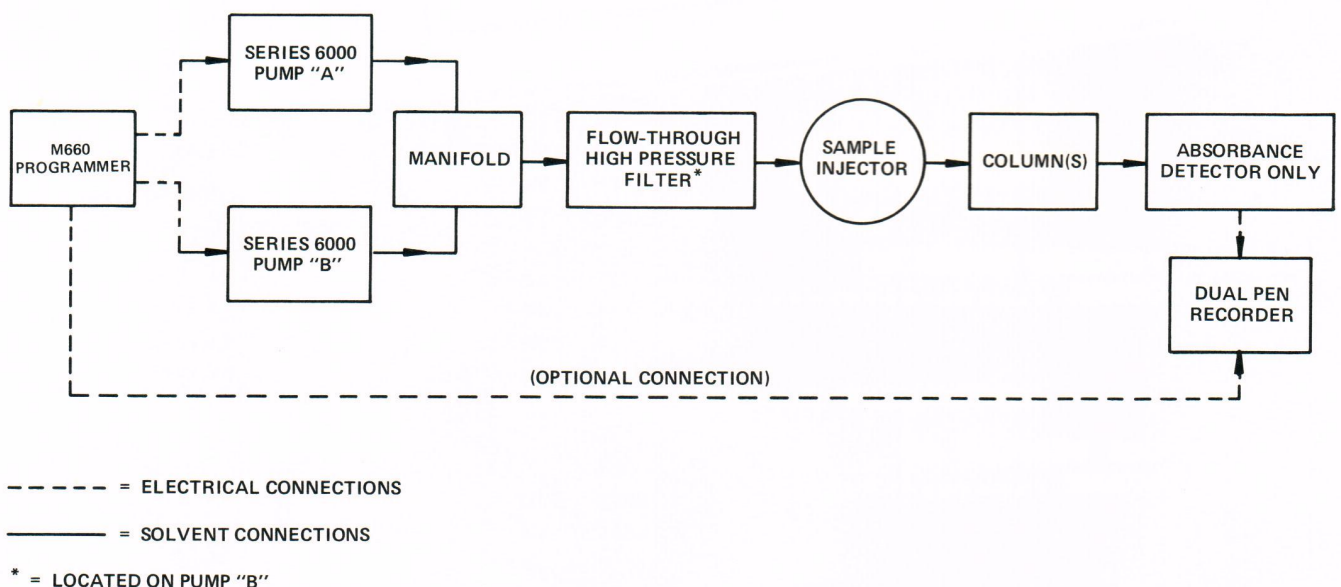 SERIES 6000
PUMP "A"
M660
PROGRAMMER
MANIFOLD
FLOW-THROUGH
HIGH PRESSURE
FILTER*
SAMPLE
INJECTOR
COLUMN(S)
ABSORBANCE
DETECTOR ONLY
SERIES 6000
PUMP "B"
DUAL PEN
RECORDER
(OPTIONAL CONNECTION)
= ELECTRICAL CONNECTIONS
= SOLVENT CONNECTIONS
* = LOCATED ON PUMP "B"